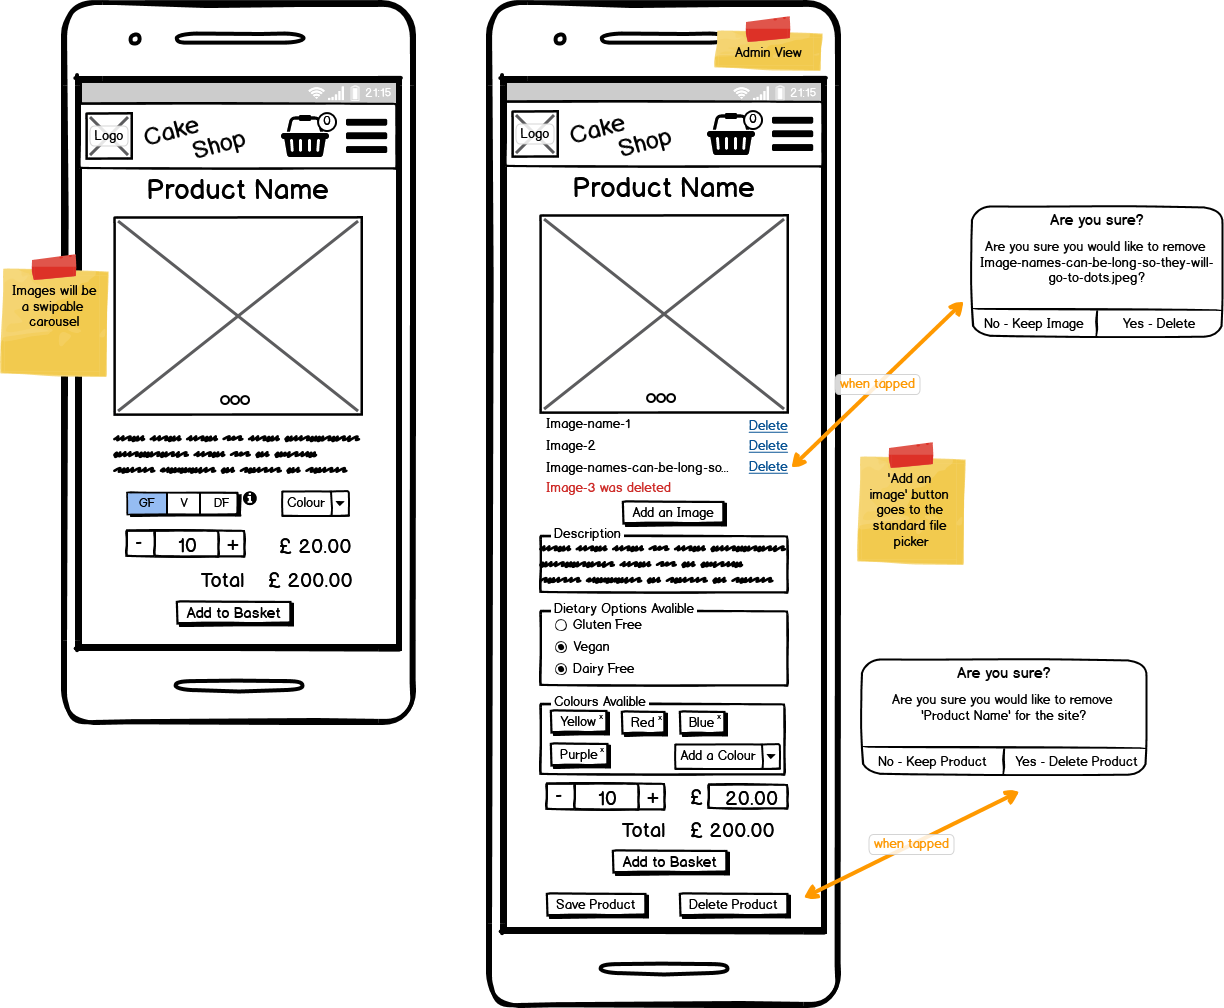 21:15
Logo
Cake
Shop
0
Product Name
Images will be
a swipable
carousel
GF V DF i
Colour
- 10 +
£ 20.00
Total £ 200.00
Add to Basket
Admin View
21:15
Logo
Cake
Shop
0
Product Name
Image-name-1 Delete
Image-2 Delete
Image-names-can-be-long-so... Delete
Image-3 was deleted
Add an Image
Description
Dietary Options Avalible
Gluten Free
Vegan
Dairy Free
Colours Avalible
Yellow x Red x Blue x
Purple x Add a Colour
- 10 + £ 20.00
Total £ 200.00
Add to Basket
Save Product Delete Product
Are you sure?
Are you sure you would like to remove
Image-names-can-be-long-so-they-will-
go-to-dots.jpeg?
No - Keep Image Yes - Delete
when tapped
'Add an
image' button
goes to the
standard file
picker
Are you sure?
Are you sure you would like to remove
'Product Name' for the site?
No - Keep Product Yes - Delete Product
when tapped